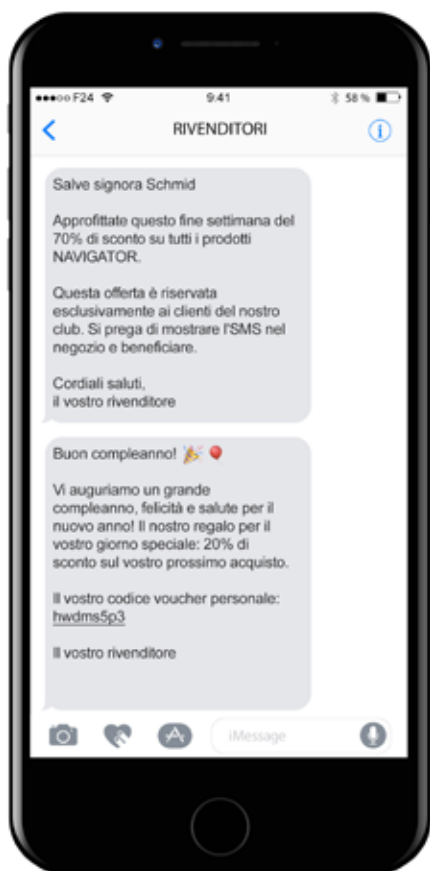 F24 9.41 58 %
RIVENDITORI
Salve signora Schmid
Approfittate questo fine settimana del
70% di sconto su tutti i prodotti
NAVIGATOR.
Questa offerta è riservata
esclusivamente ai clienti del nostro
club. Si prega di mostrare l'SMS nel
negozio e beneficiare.
Cordiali saluti,
il vostro rivenditore
Buon compleanno! 🎉 🎈
Vi auguriamo un grande
compleanno, felicità e salute per il
nuovo anno! Il nostro regalo per il
vostro giorno speciale: 20% di
sconto sul vostro prossimo acquisto.
Il vostro codice voucher personale:
hwdms5p3
Il vostro rivenditore
iMessage